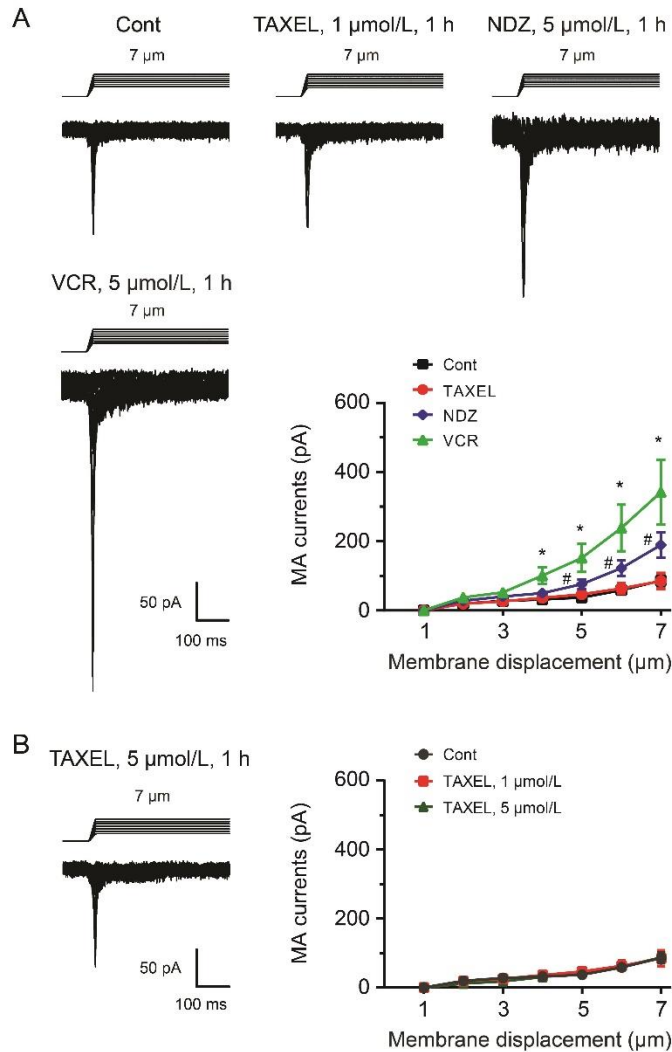 A
Cont
TAXEL, 1 µmol/L, 1 h
NDZ, 5 µmol/L, 1 h
7 µm
7 µm
7 µm
VCR, 5 µmol/L, 1 h
7 µm
50 pA
100 ms
Cont
TAXEL
NDZ
VCR
MA currents (pA)
600
400
200
0
* * * *
# # #
1 3 5 7
Membrane displacement (µm)
B
TAXEL, 5 µmol/L, 1 h
7 µm
50 pA
100 ms
Cont
TAXEL, 1 µmol/L
TAXEL, 5 µmol/L
MA currents (pA)
600
400
200
0
1 3 5 7
Membrane displacement (µm)